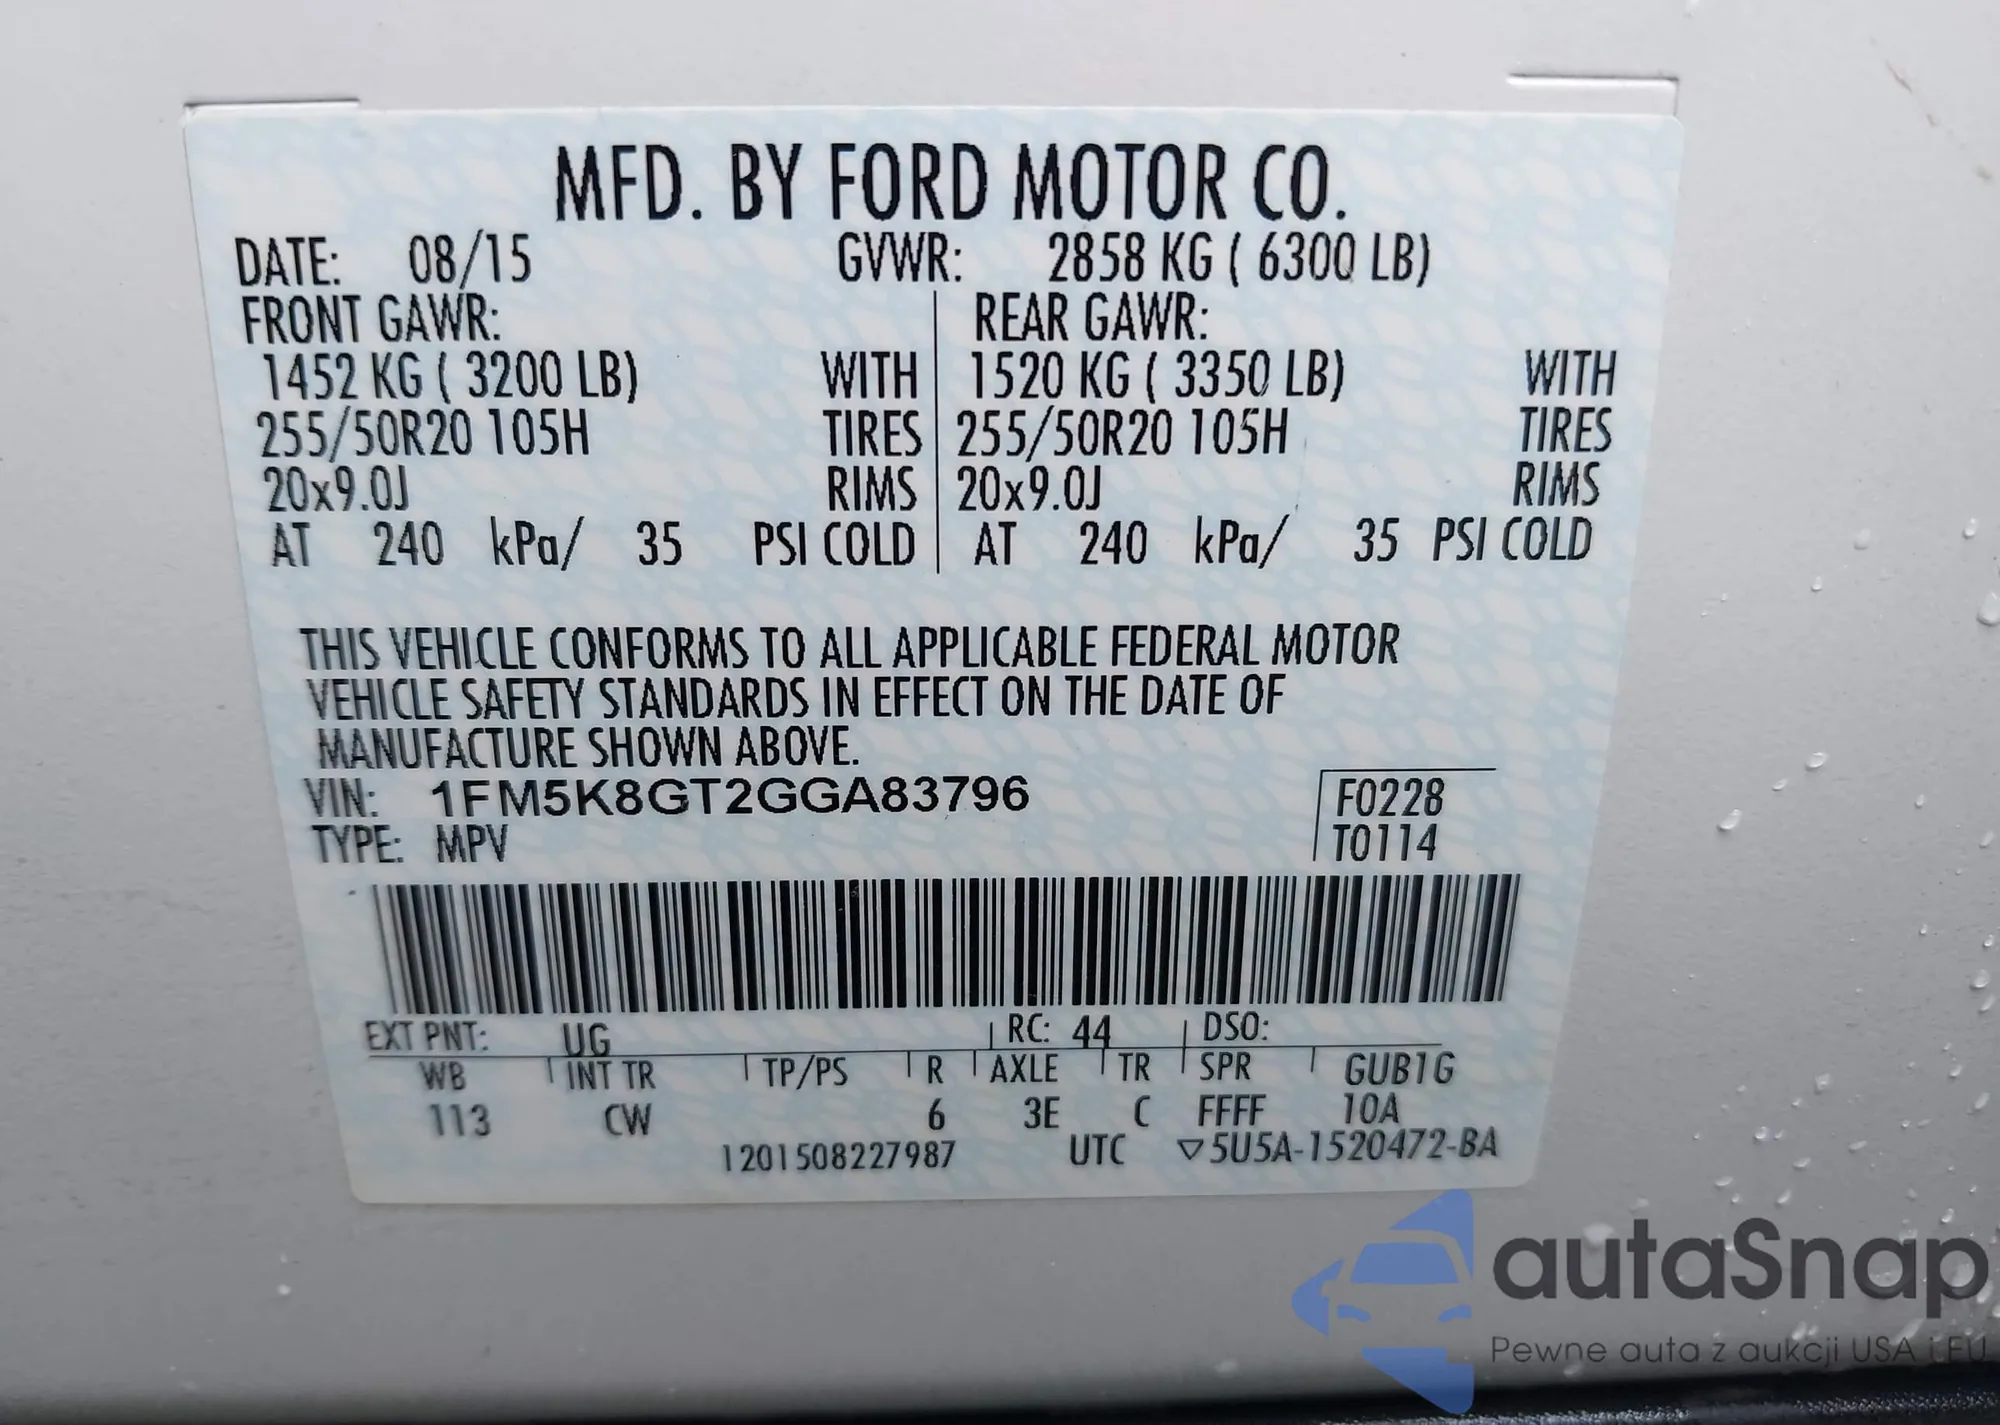 MFD. BY FORD MOTOR CO.
DATE: 08/15 GVWR: 2858 KG ( 6300 LB)
FRONT GAWR: REAR GAWR:
1452 KG ( 3200 LB) WITH 1520 KG ( 3350 LB) WITH
255/50R20 105H TIRES 255/50R20 105H TIRES
20x9.0J RIMS 20x9.0J RIMS
AT 240 kPa/ 35 PSI COLD AT 240 kPa/ 35 PSI COLD
THIS VEHICLE CONFORMS TO ALL APPLICABLE FEDERAL MOTOR
VEHICLE SAFETY STANDARDS IN EFFECT ON THE DATE OF
MANUFACTURE SHOWN ABOVE.
VIN: 1FM5K8GT2GGA83796 F0228
TYPE: MPV T0114
EXT PNT: UG RC: 44 DSO:
WB INT TR TP/PS R AXLE TR SPR GUB1G
113 CW 6 3E C FFFF 10A
1201508227987 UTC ▽5U5A-1520472-BA
autaSnap
Pewne auta z aukcji USA i EU